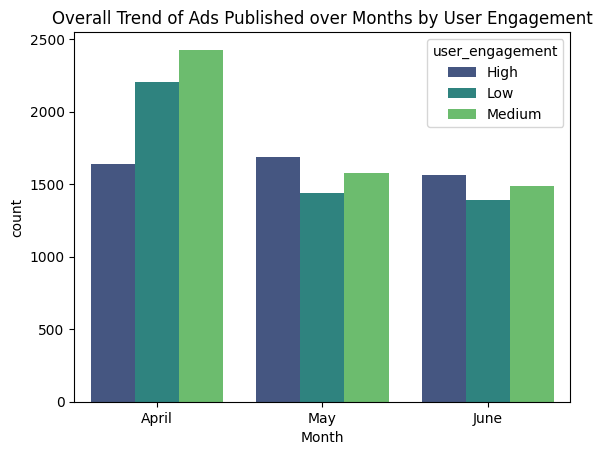 Overall Trend of Ads Published over Months by User Engagement
user_engagement
High
Low
Medium
2500
2000
1500
1000
500
0
count
April May June
Month